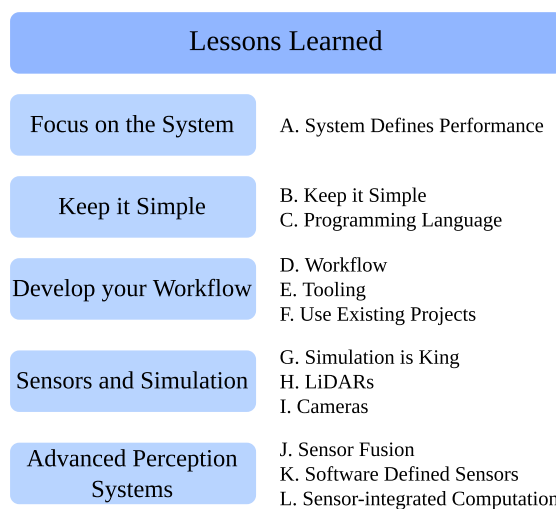 Lessons Learned
Focus on the System
A. System Defines Performance
Keep it Simple
B. Keep it Simple
C. Programming Language
Develop your Workflow
D. Workflow
E. Tooling
F. Use Existing Projects
Sensors and Simulation
G. Simulation is King
H. LiDARs
I. Cameras
Advanced Perception
Systems
J. Sensor Fusion
K. Software Defined Sensors
L. Sensor-integrated Computation